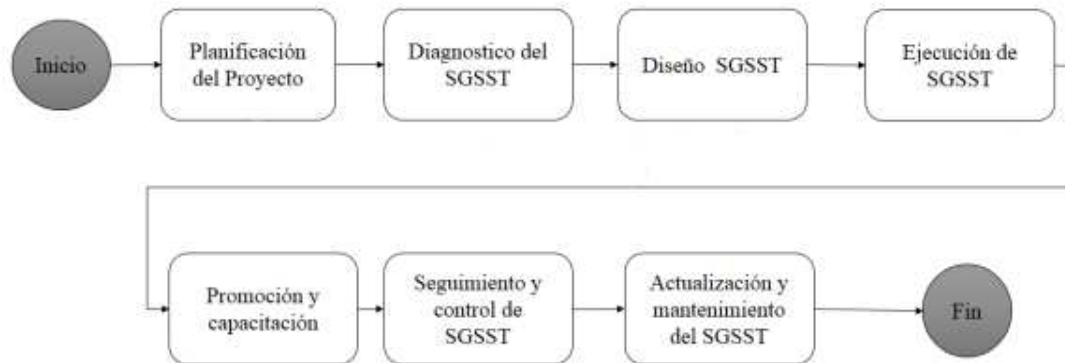 Inicio
Planificación
del Proyecto
Diagnostico del
SGSST
Diseño SGSST
Ejecución de
SGSST
Promoción y
capacitación
Seguimiento y
control de
SGSST
Actualización y
mantenimiento
del SGSST
Fin